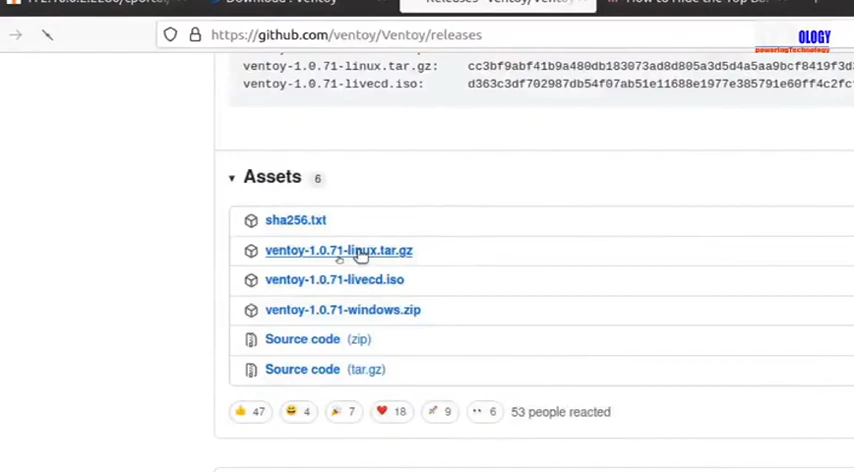 Download . Ventoy
https://github.com/ventoy/Ventoy/releases
OLOGY
poweringTechnology
ventoy-1.0.71-linux.tar.gz:
ventoy-1.0.71-livecd.iso:
Assets 6
sha256.txt
ventoy-1.0.71-linux.tar.gz
ventoy-1.0.71-livecd.iso
ventoy-1.0.71-windows.zip
Source code (zip)
Source code (tar.gz)
47 4 7 18 9 6 53 people reacted